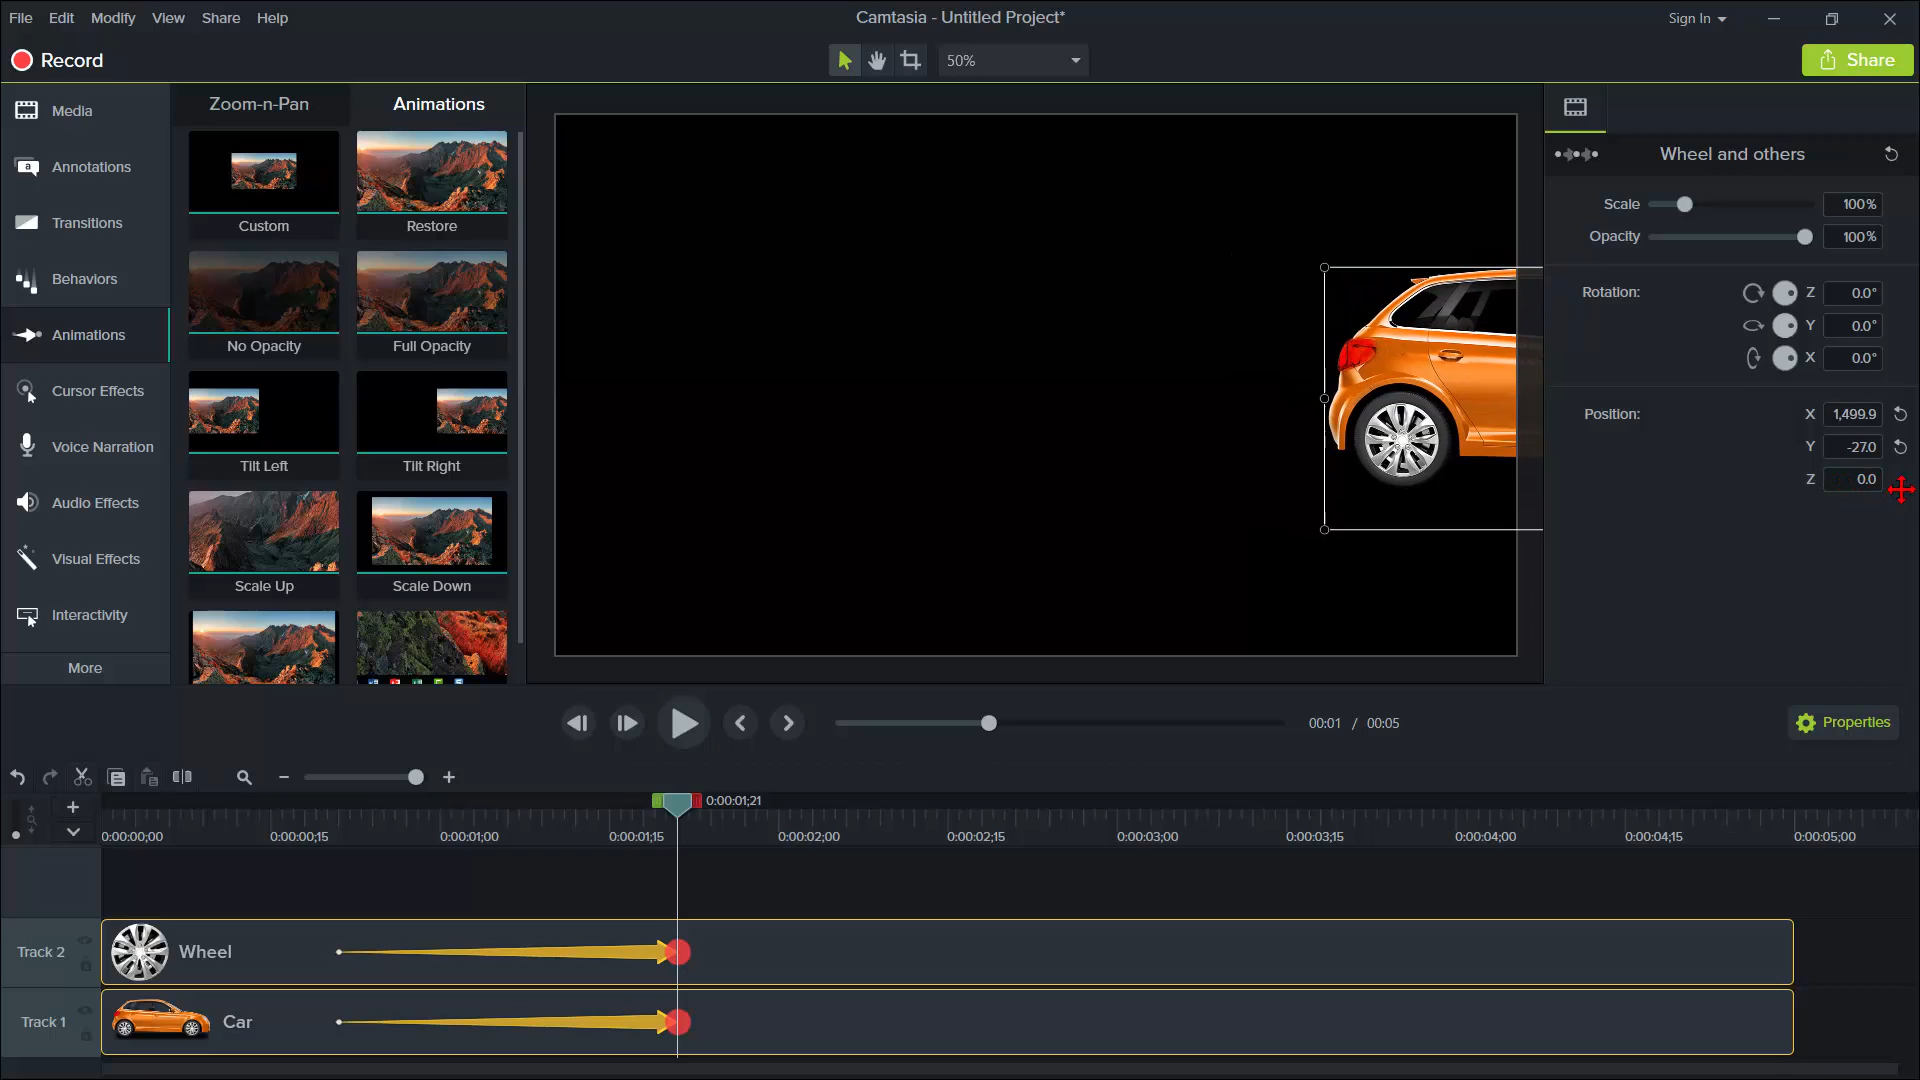 File Edit Modify View Share Help
Camtasia - Untitled Project*
Sign In
Record
50%
Share
Media
Annotations
Transitions
Behaviors
Animations
Cursor Effects
Voice Narration
Audio Effects
Visual Effects
Interactivity
More
Zoom-n-Pan Animations
Custom Restore
No Opacity Full Opacity
Tilt Left Tilt Right
Scale Up Scale Down
Wheel and others
Scale 100%
Opacity 100%
Rotation: Z 0.0°
Y 0.0°
X 0.0°
Position: X 1,499.9
Y -27.0
Z 0.0
00:01 / 00:05
Properties
0:00:01;21
0:00:00;00 0:00:00;15 0:00:01;00 0:00:01;15 0:00:02;00 0:00:02;15 0:00:03;00 0:00:03;15 0:00:04;00 0:00:04;15 0:00:05;00
Track 2 Wheel
Track 1 Car